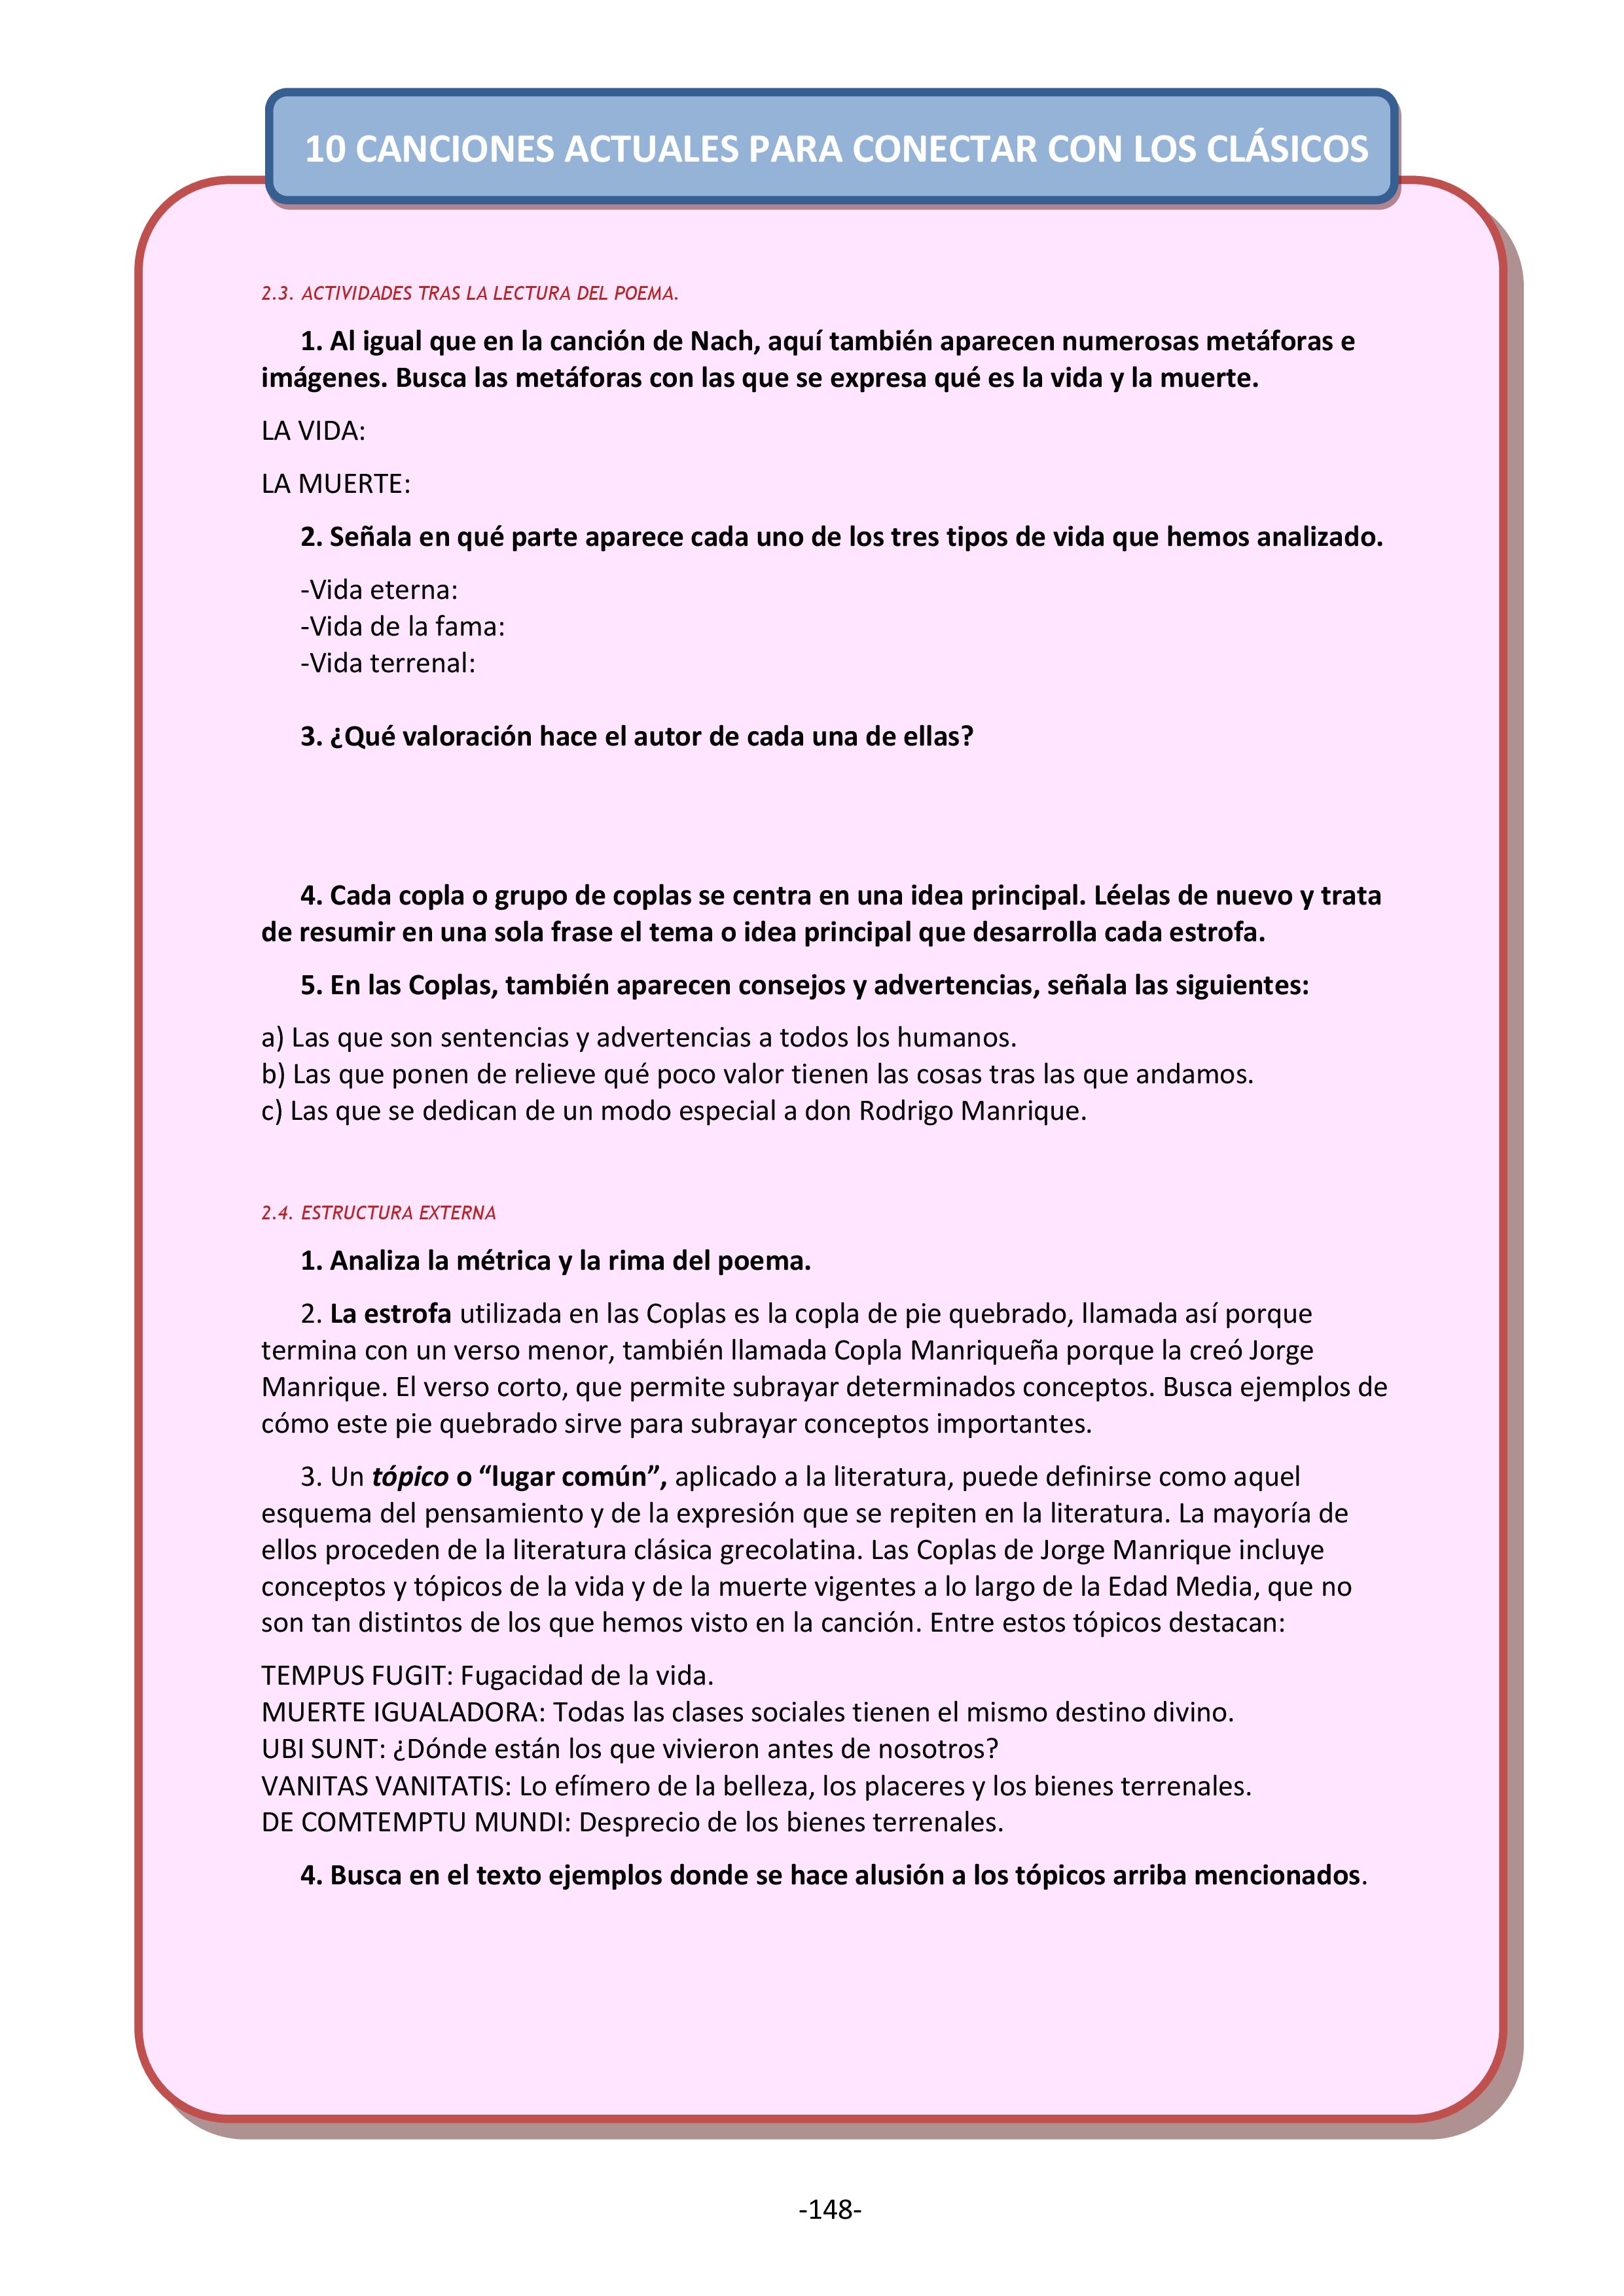 10 CANCIONES ACTUALES PARA CONECTAR CON LOS CLÁSICOS
2.3. ACTIVIDADES TRAS LA LECTURA DEL POEMA.
1. Al igual que en la canción de Nach, aquí también aparecen numerosas metáforas e
imágenes. Busca las metáforas con las que se expresa qué es la vida y la muerte.
LA VIDA:
LA MUERTE:
2. Señala en qué parte aparece cada uno de los tres tipos de vida que hemos analizado.
-Vida eterna:
-Vida de la fama:
-Vida terrenal:
3. ¿Qué valoración hace el autor de cada una de ellas?
4. Cada copla o grupo de coplas se centra en una idea principal. Léelas de nuevo y trata
de resumir en una sola frase el tema o idea principal que desarrolla cada estrofa.
5. En las Coplas, también aparecen consejos y advertencias, señala las siguientes:
a) Las que son sentencias y advertencias a todos los humanos.
b) Las que ponen de relieve qué poco valor tienen las cosas tras las que andamos.
c) Las que se dedican de un modo especial a don Rodrigo Manrique.
2.4. ESTRUCTURA EXTERNA
1. Analiza la métrica y la rima del poema.
2. La estrofa utilizada en las Coplas es la copla de pie quebrado, llamada así porque
termina con un verso menor, también llamada Copla Manriqueña porque la creó Jorge
Manrique. El verso corto, que permite subrayar determinados conceptos. Busca ejemplos de
cómo este pie quebrado sirve para subrayar conceptos importantes.
3. Un tópico o “lugar común”, aplicado a la literatura, puede definirse como aquel
esquema del pensamiento y de la expresión que se repiten en la literatura. La mayoría de
ellos proceden de la literatura clásica grecolatina. Las Coplas de Jorge Manrique incluye
conceptos y tópicos de la vida y de la muerte vigentes a lo largo de la Edad Media, que no
son tan distintos de los que hemos visto en la canción. Entre estos tópicos destacan:
TEMPUS FUGIT: Fugacidad de la vida.
MUERTE IGUALADORA: Todas las clases sociales tienen el mismo destino divino.
UBI SUNT: ¿Dónde están los que vivieron antes de nosotros?
VANITAS VANITATIS: Lo efímero de la belleza, los placeres y los bienes terrenales.
DE COMTEMPTU MUNDI: Desprecio de los bienes terrenales.
4. Busca en el texto ejemplos donde se hace alusión a los tópicos arriba mencionados.
-148-